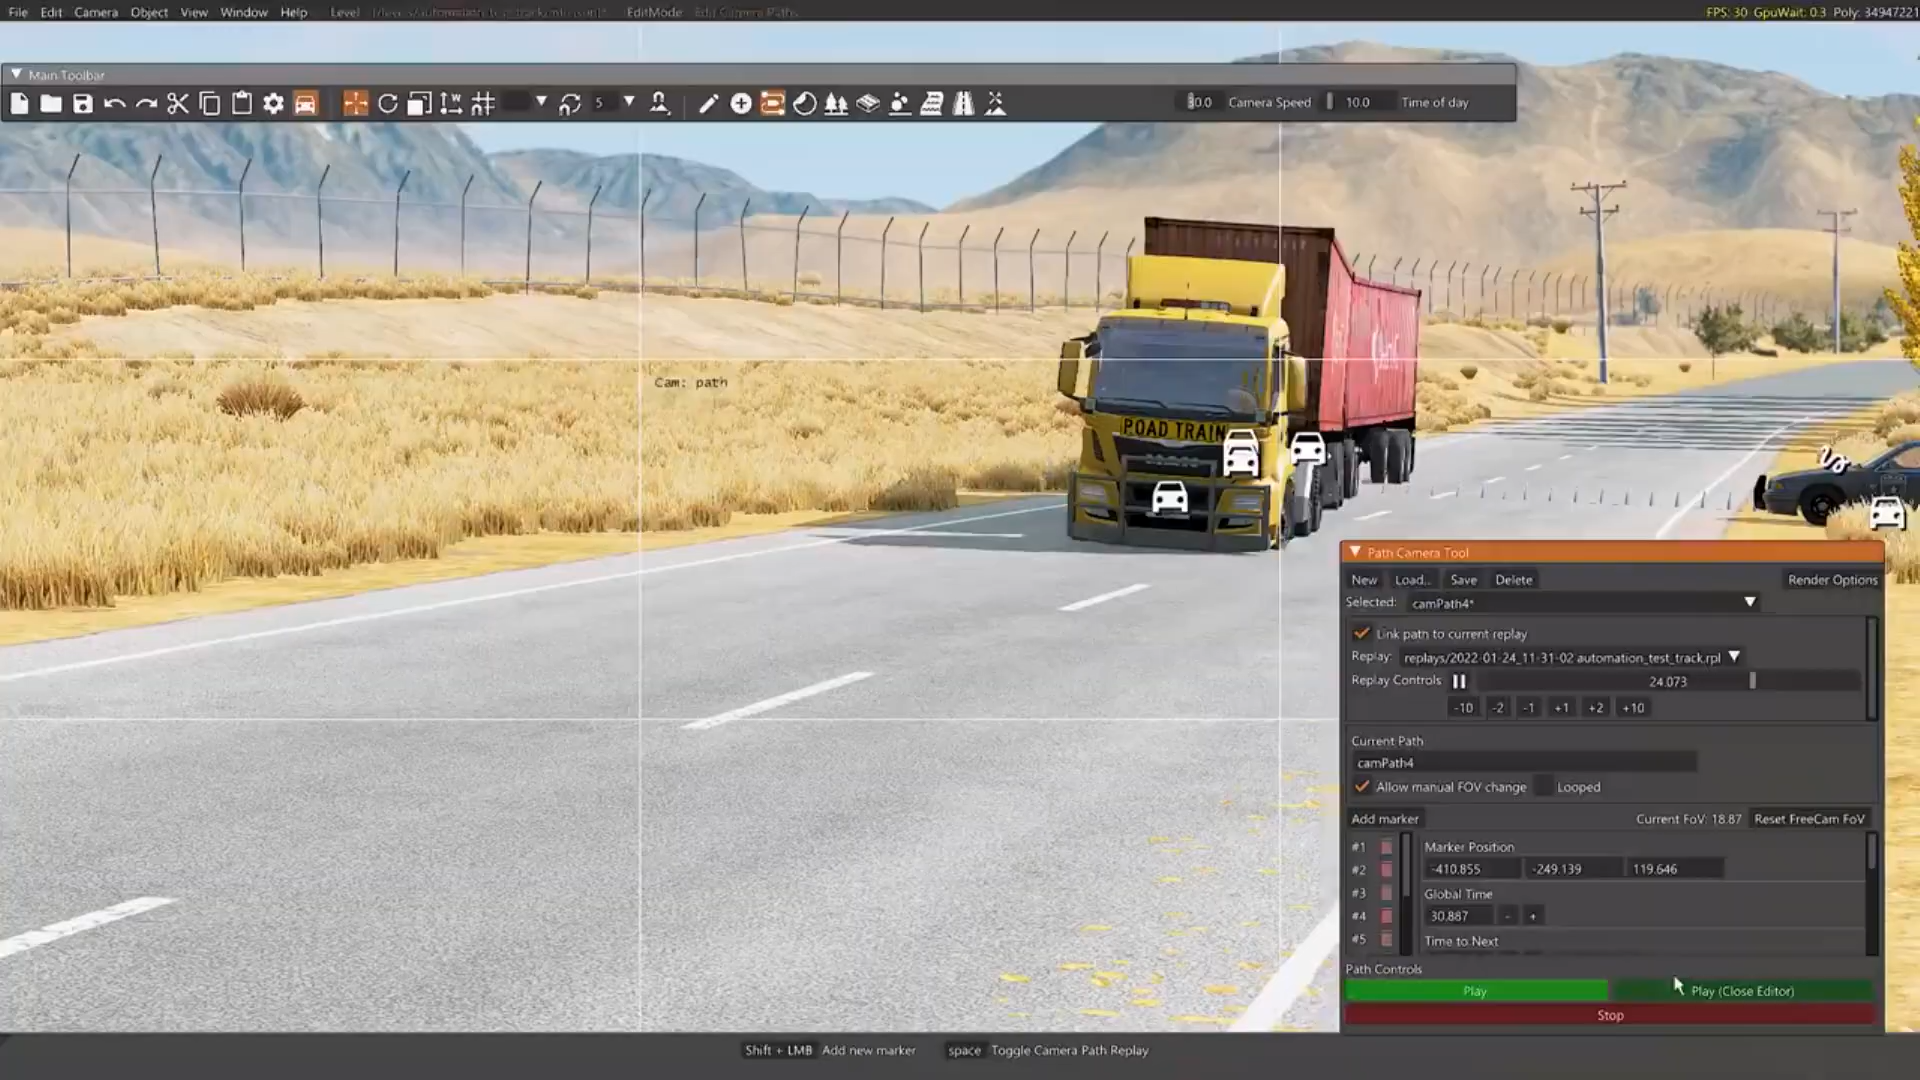 File Edit Camera Object View Window Help Level EditMode Edit Camera Paths
FPS: 30 GpuWait: 0.3 Poly: 34947221
Main Toolbar
5
30.0 Camera Speed 10.0 Time of day
Cam: path
ROAD TRAIN
MAN
Path Camera Tool
New Load... Save Delete Render Options
Selected: camPath4*
Link path to current replay
Replay: replays/2022-01-24_11-31-02 automation_test_track.rpl
Replay Controls 24.073
-10 -2 -1 +1 +2 +10
Current Path
camPath4
Allow manual FOV change Looped
Add marker Current FoV: 18.87 Reset FreeCam FoV
#1 Marker Position
#2 -410.855 -249.139 119.646
#3 Global Time
#4 30.887 - +
#5 Time to Next
Path Controls
Play Play (Close Editor)
Stop
Shift + LMB Add new marker space Toggle Camera Path Replay